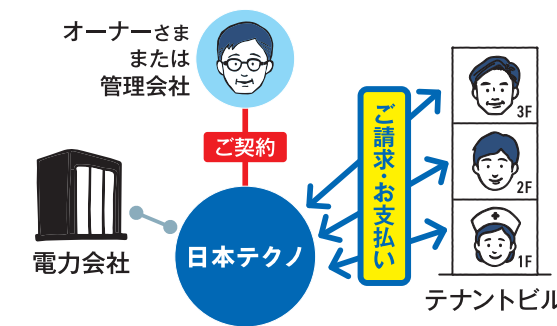 オーナーさま
または
管理会社
ご契約
電力会社
日本テクノ
ご請求・お支払い
3F
2F
1F
テナントビル